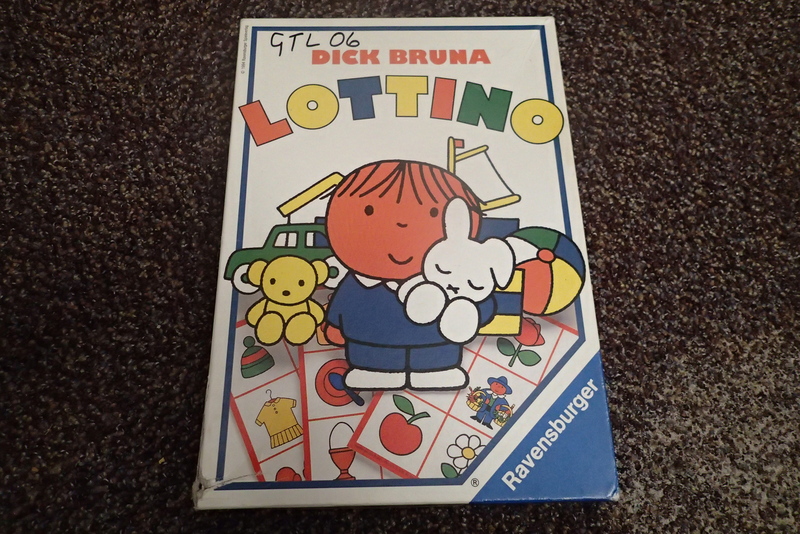 GTL 06
DICK BRUNA
LOTTINO
Ravensburger
®